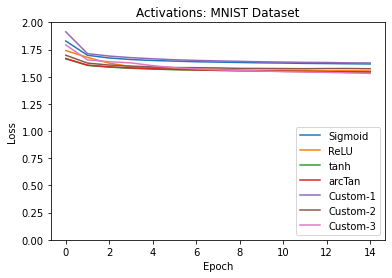 Activations: MNIST Dataset
Loss
2.00
1.75
1.50
1.25
1.00
0.75
0.50
0.25
0.00
Sigmoid
ReLU
tanh
arcTan
Custom-1
Custom-2
Custom-3
0 2 4 6 8 10 12 14
Epoch